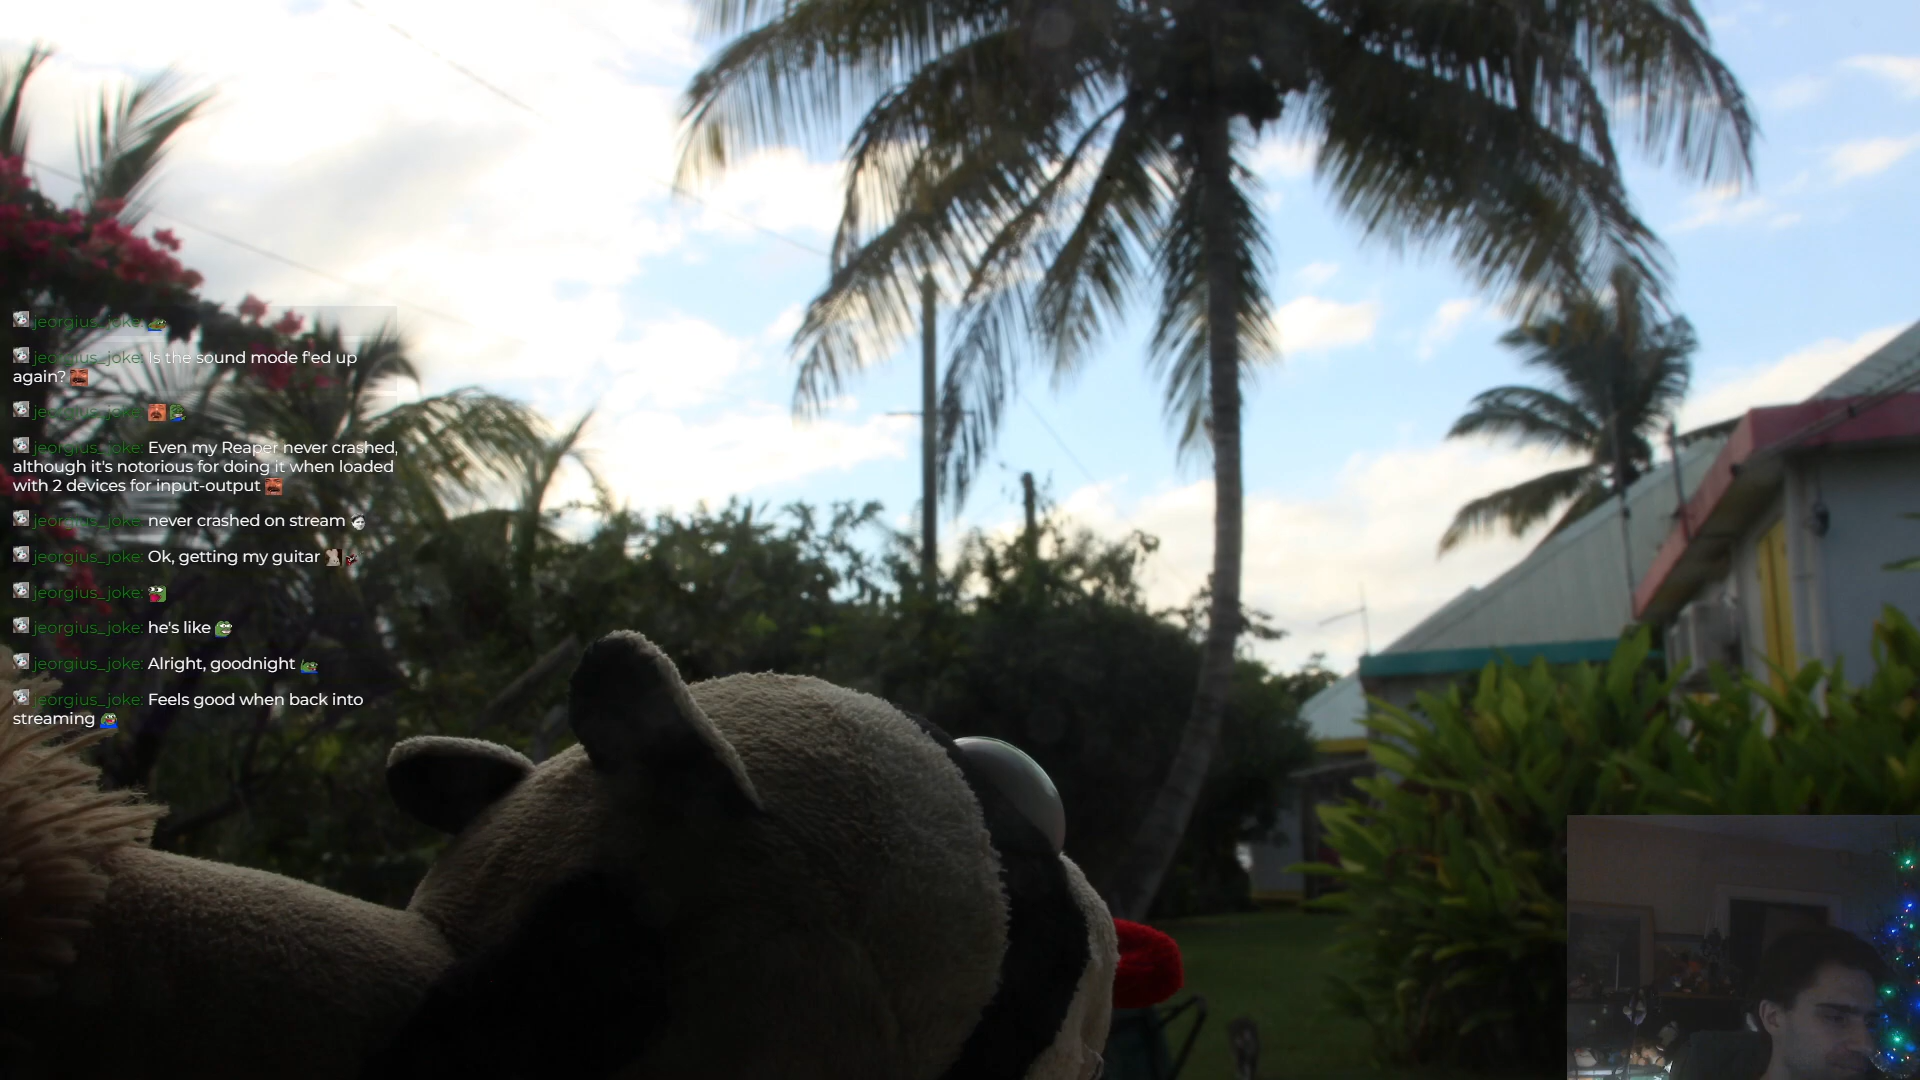 jeorgius_joke:
jeorgius_joke: Is the sound mode f'ed up
again?
jeorgius_joke:
jeorgius_joke: Even my Reaper never crashed,
although it's notorious for doing it when loaded
with 2 devices for input-output
jeorgius_joke: never crashed on stream
jeorgius_joke: Ok, getting my guitar
jeorgius_joke:
jeorgius_joke: he's like
jeorgius_joke: Alright, goodnight
jeorgius_joke: Feels good when back into
streaming